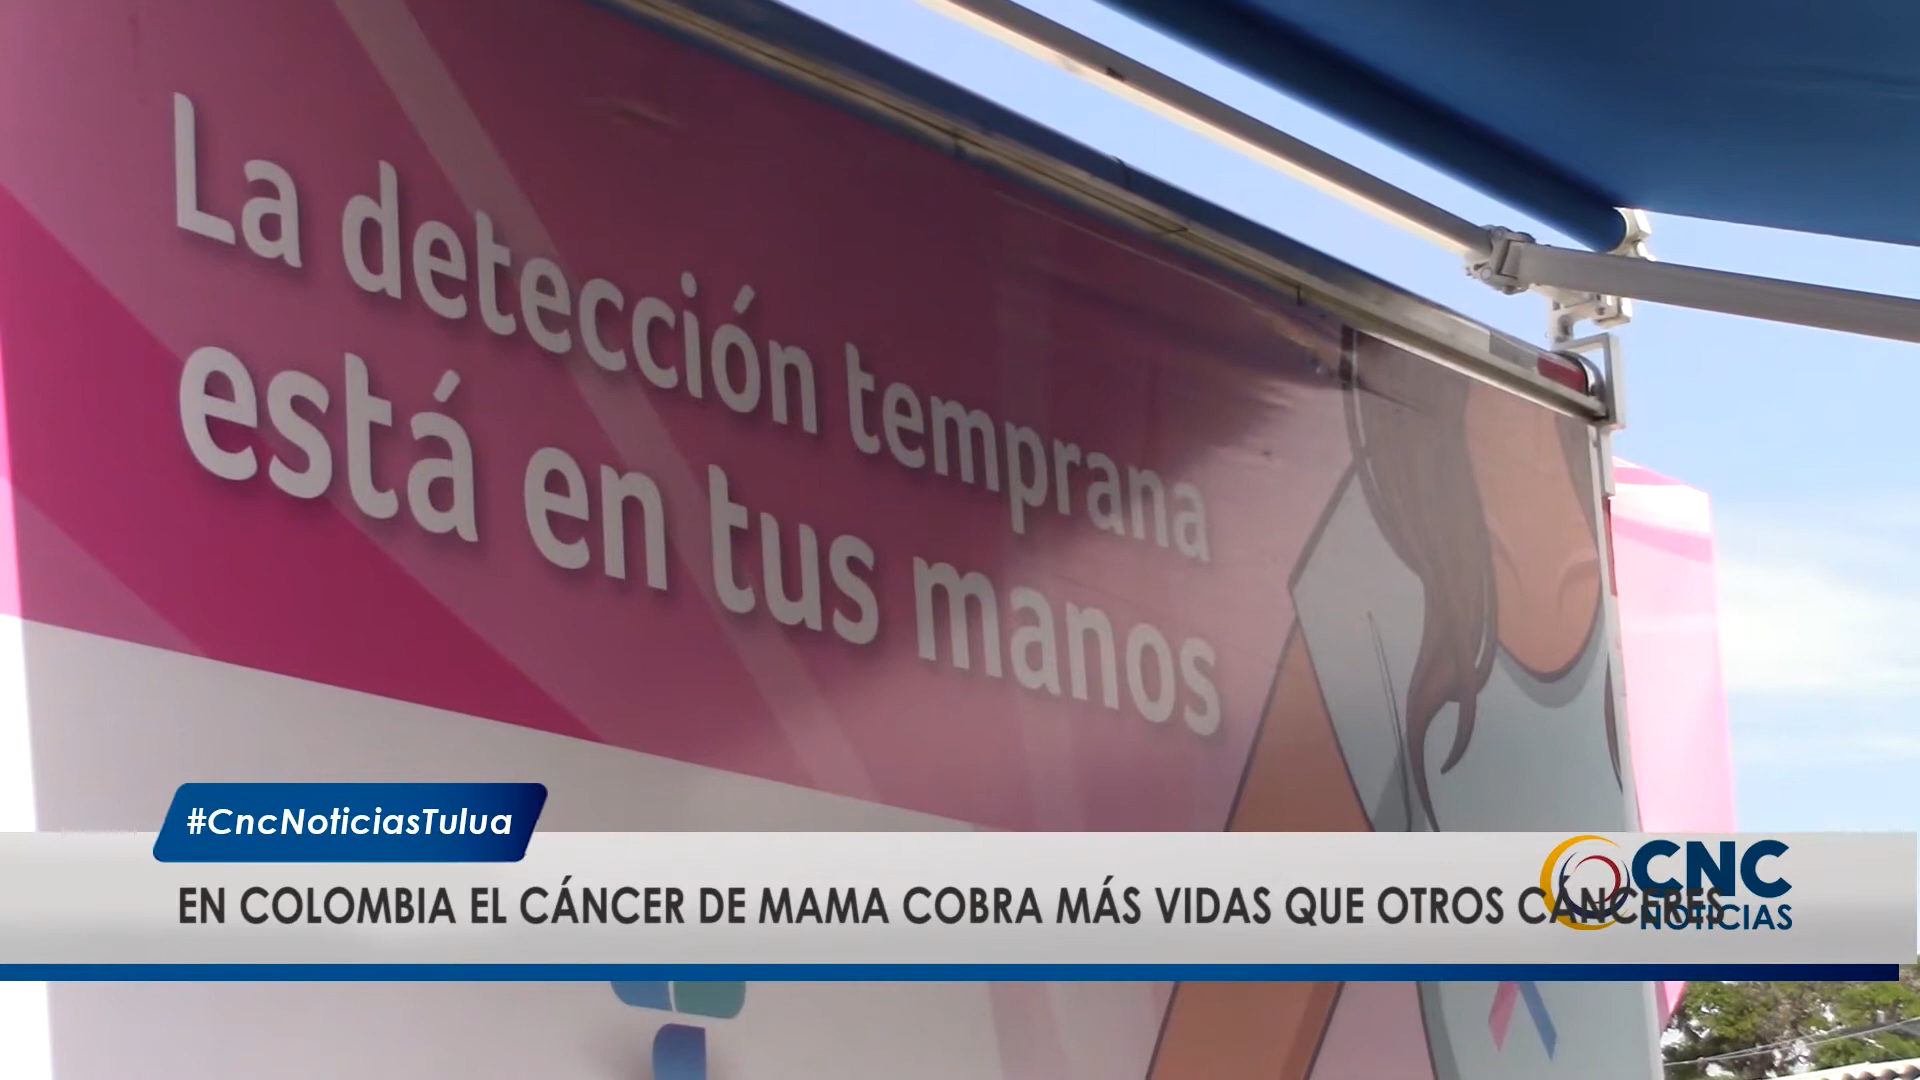 La detección temprana
está en tus manos
#CncNoticiasTulua
EN COLOMBIA EL CÁNCER DE MAMA COBRA MÁS VIDAS QUE OTROS CÁNCERES
CNC
NOTICIAS